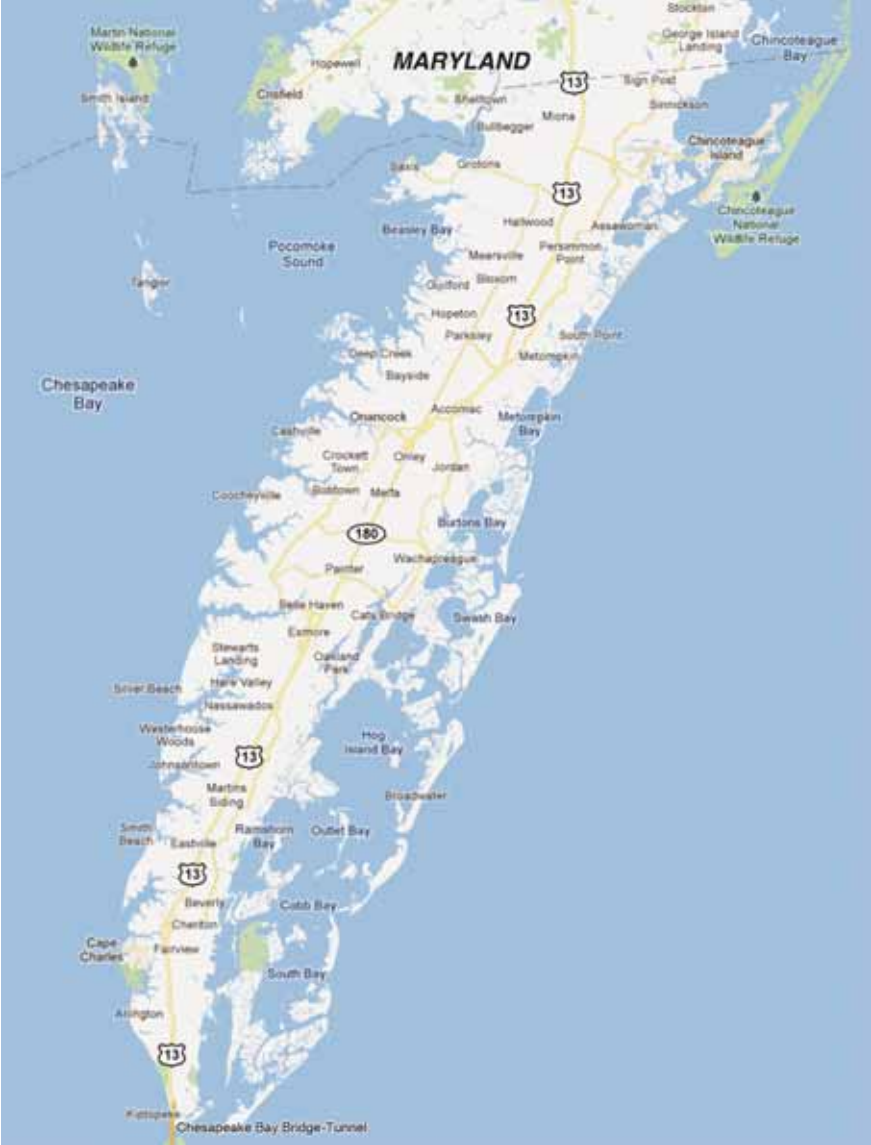 Stockton
Martin National
Wildlife Refuge
George Island
Landing
Chincoteague
Bay
Hopewell
MARYLAND
13
Sign Post
Smith Island
Crisfield
Shelltown
Sinnickson
Miona
Bullbegger
Chincoteague
Island
Saxis
Grotons
13
Chincoteague
National
Wildlife Refuge
Hallwood
Assawoman
Beasley Bay
Pocomoke
Sound
Persimmon
Point
Mearsville
Tangier
Bloxom
Guilford
Hopeton
13
Parksley
South Point
Deep Creek
Metompkin
Bayside
Chesapeake
Bay
Accomac
Onancock
Metompkin
Bay
Cashville
Crockett
Town
Onley
Jordan
Bobtown
Melfa
Coocheyville
Burtons Bay
180
Wachapreague
Painter
Belle Haven
Cats Bridge
Swash Bay
Exmore
Stewarts
Landing
Oakland
Park
Silver Beach
Hare Valley
Nassawadox
Westerhouse
Woods
Hog
Island Bay
13
Johnsontown
Martins
Siding
Broadwater
Smith
Beach
Ramshorn
Bay
Outlet Bay
Eastville
13
Beverly
Cobb Bay
Cheriton
Cape
Charles
Fairview
South Bay
Arlington
13
Kiptopeke
Chesapeake Bay Bridge-Tunnel